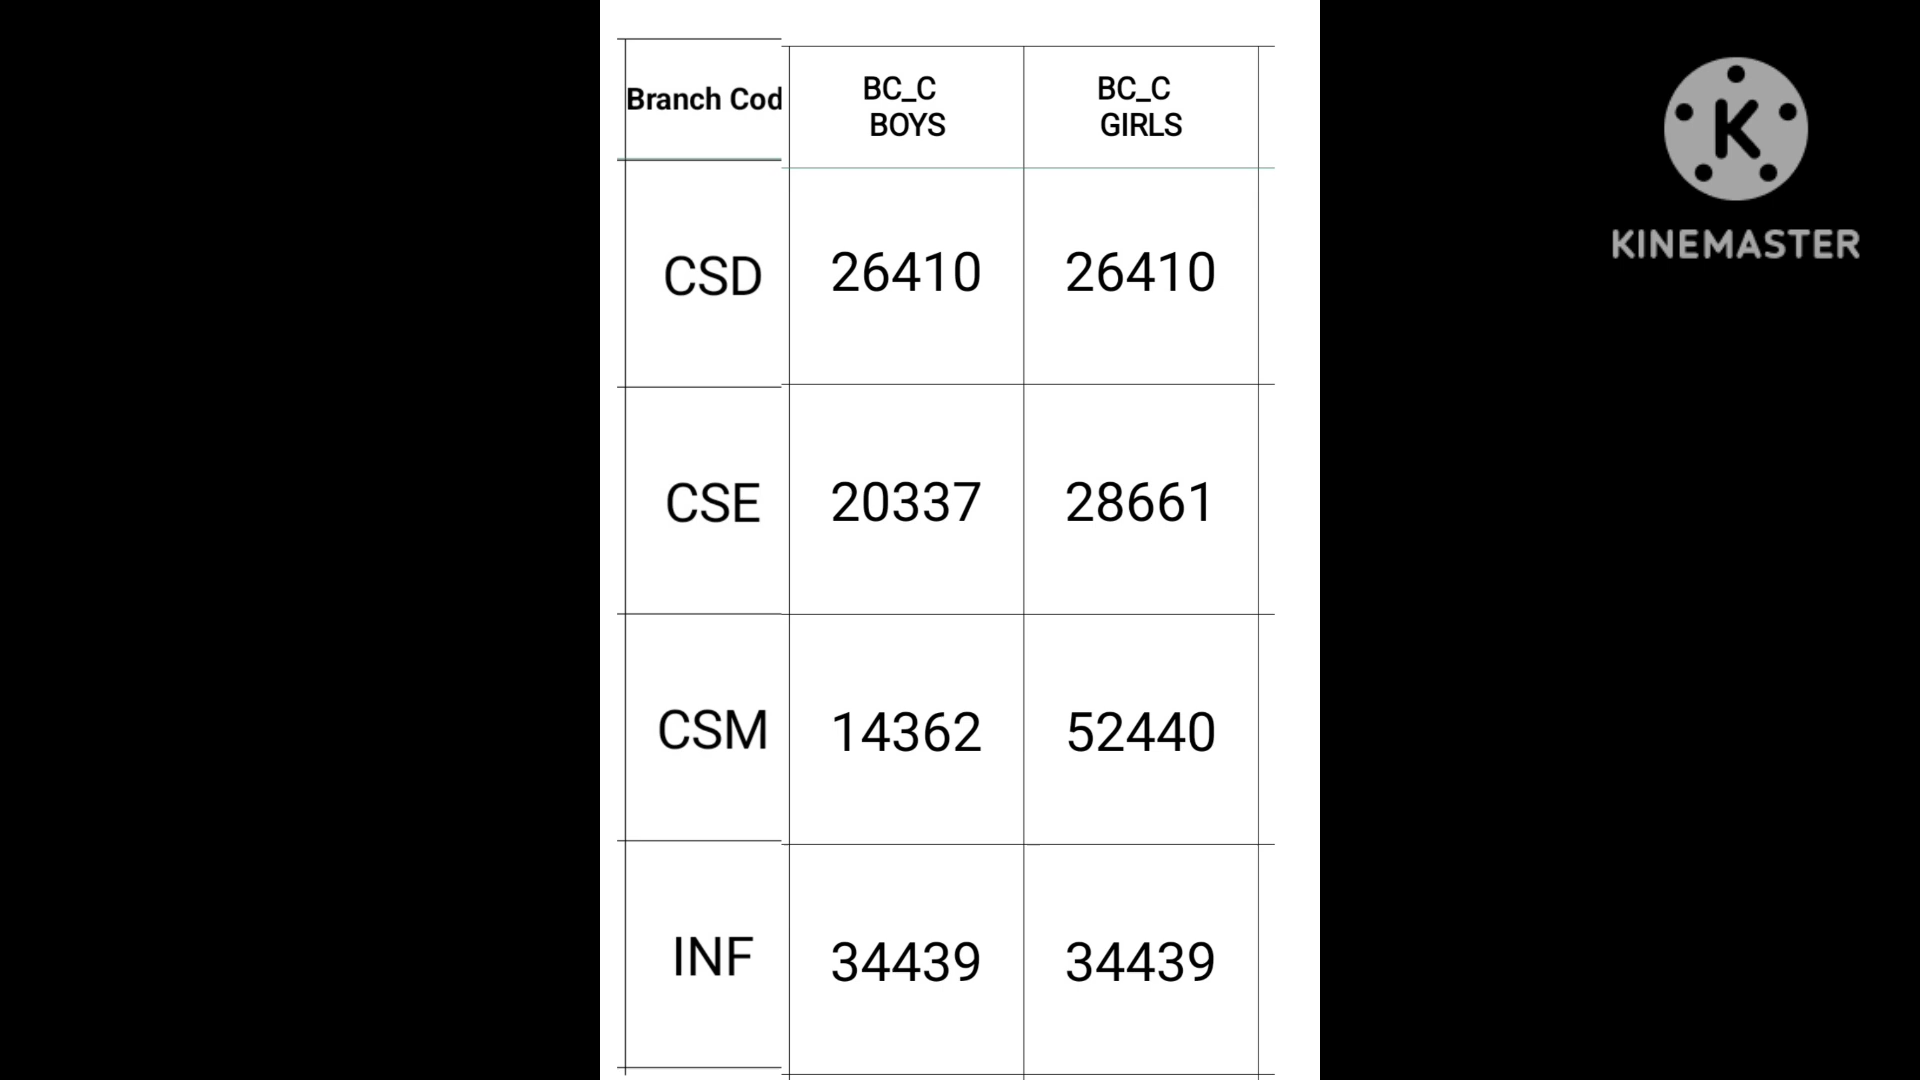 Branch Cod
BC_C
BOYS
BC_C
GIRLS
CSD 26410 26410
CSE 20337 28661
CSM 14362 52440
INF 34439 34439
K
KINEMASTER